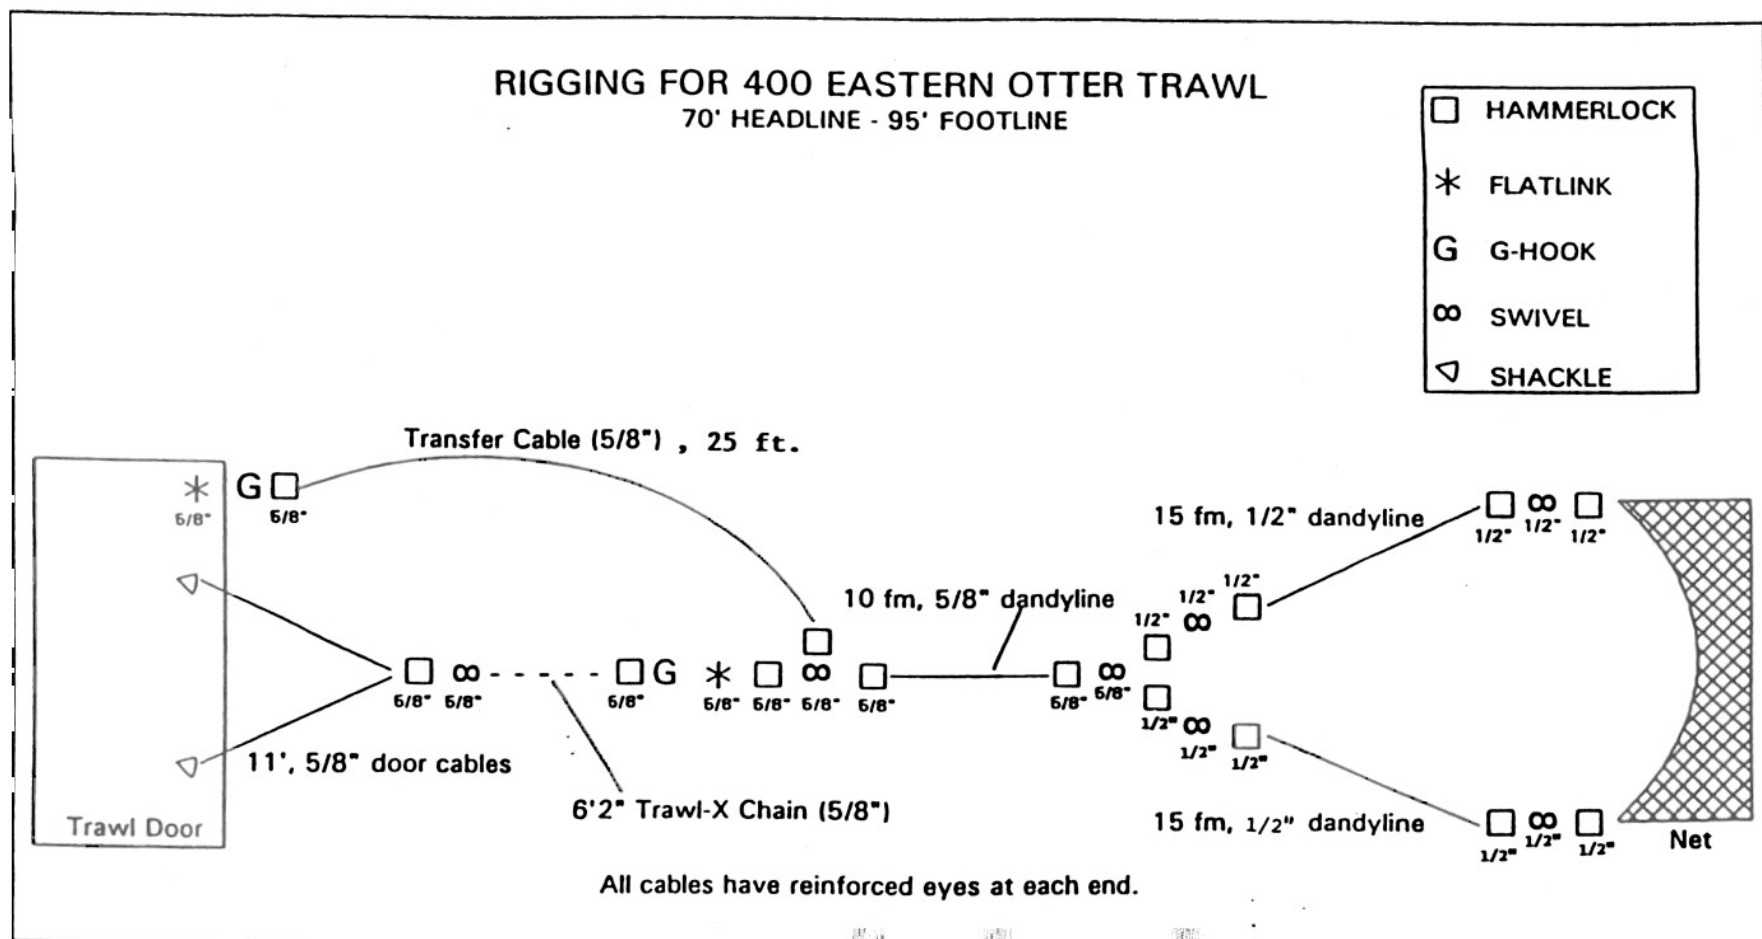 RIGGING FOR 400 EASTERN OTTER TRAWL
70' HEADLINE - 95' FOOTLINE
HAMMERLOCK
FLATLINK
G G-HOOK
SWIVEL
SHACKLE
Transfer Cable (5/8") , 25 ft.
G
5/8" 5/8"
15 fm, 1/2" dandyline
1/2" 1/2" 1/2"
10 fm, 5/8" dandyline
1/2" 1/2" 1/2"
G
5/8" 5/8" 5/8" 5/8" 5/8" 5/8" 5/8" 5/8" 5/8"
1/2" 1/2" 1/2"
11', 5/8" door cables
6'2" Trawl-X Chain (5/8")
15 fm, 1/2" dandyline
1/2" 1/2" 1/2"
Trawl Door
Net
All cables have reinforced eyes at each end.